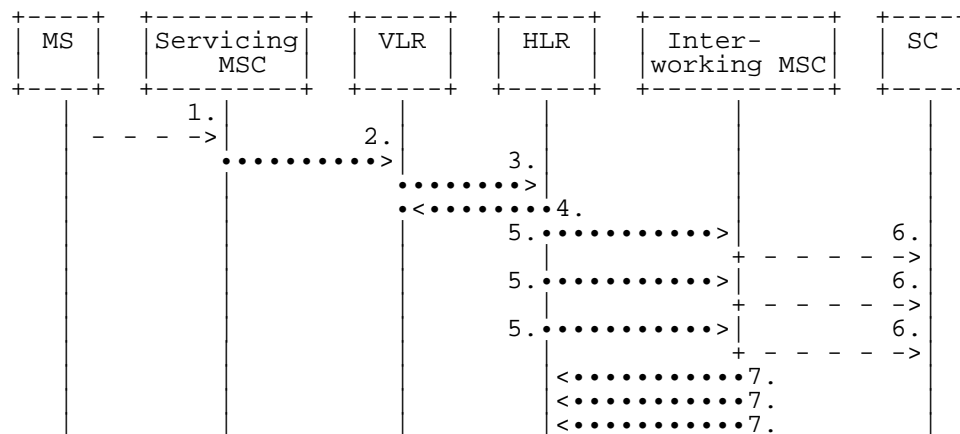 +-----+  +----------+  +-----+  +-----+  +------------+  +-----+
| MS  |  |Servicing |  | VLR |  | HLR |  |   Inter-   |  | SC  |
|     |  |    MSC   |  |     |  |     |  |working MSC|  |     |
+-----+  +----------+  +-----+  +-----+  +------------+  +-----+
1.
- - - -> 2.
•••••••••> 3.
•••••••>
•<•••••••4.
5.•••••••••••> 6.
+ - - - - ->
5.•••••••••••> 6.
+ - - - - ->
5.•••••••••••> 6.
+ - - - - ->
<•••••••••••7.
<•••••••••••7.
<•••••••••••7.